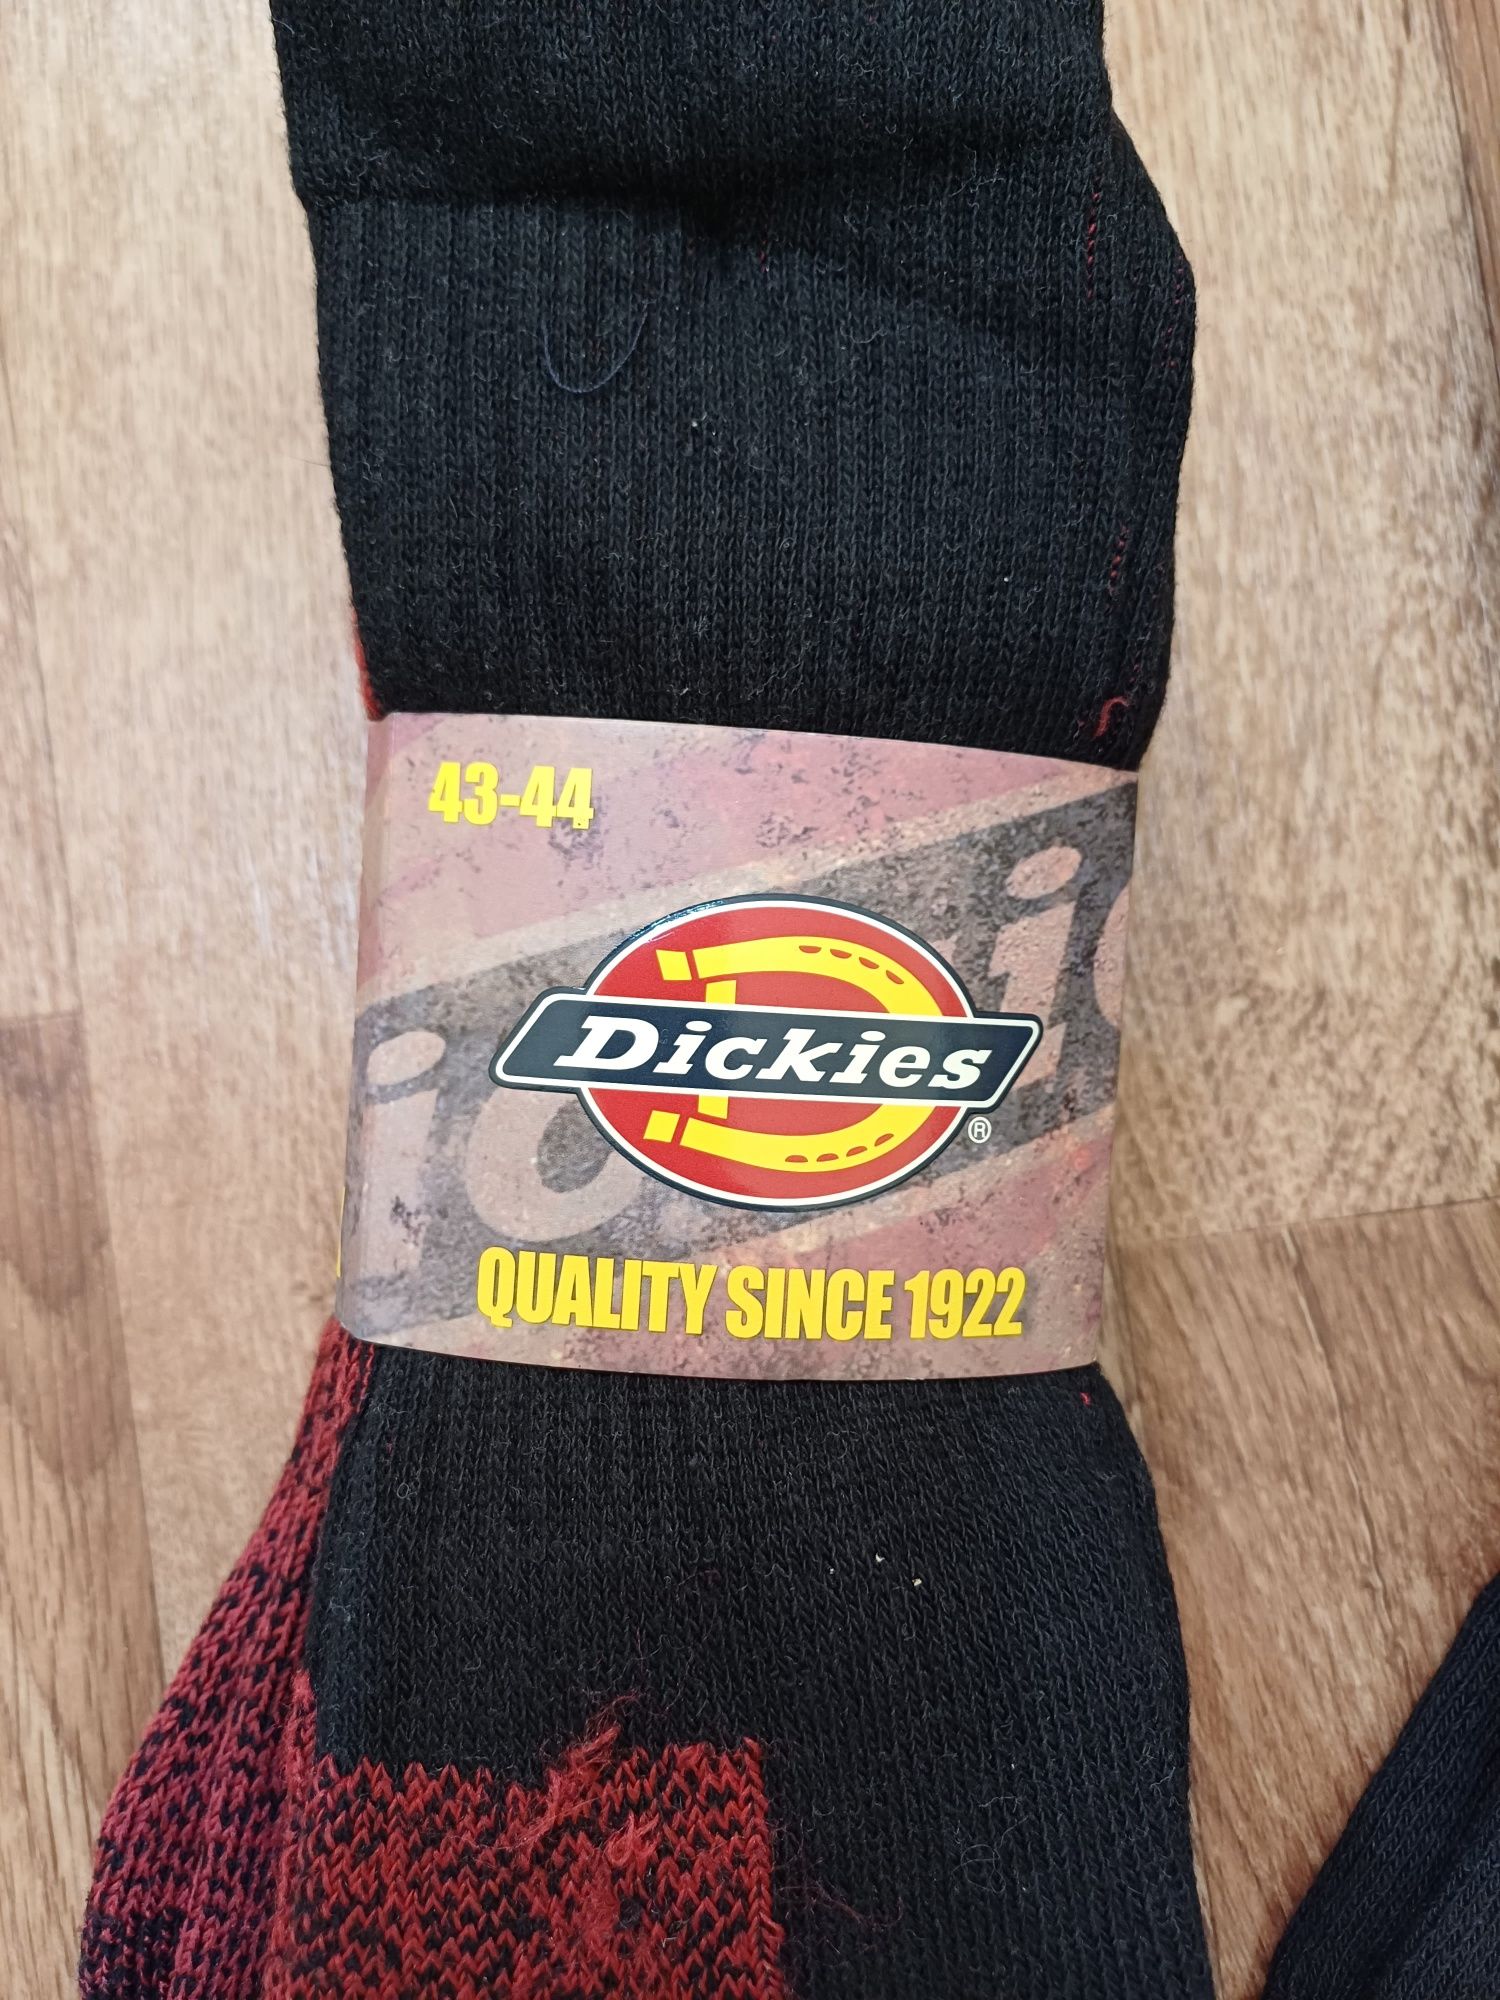 43-44
Dickies
®
QUALITY SINCE 1922